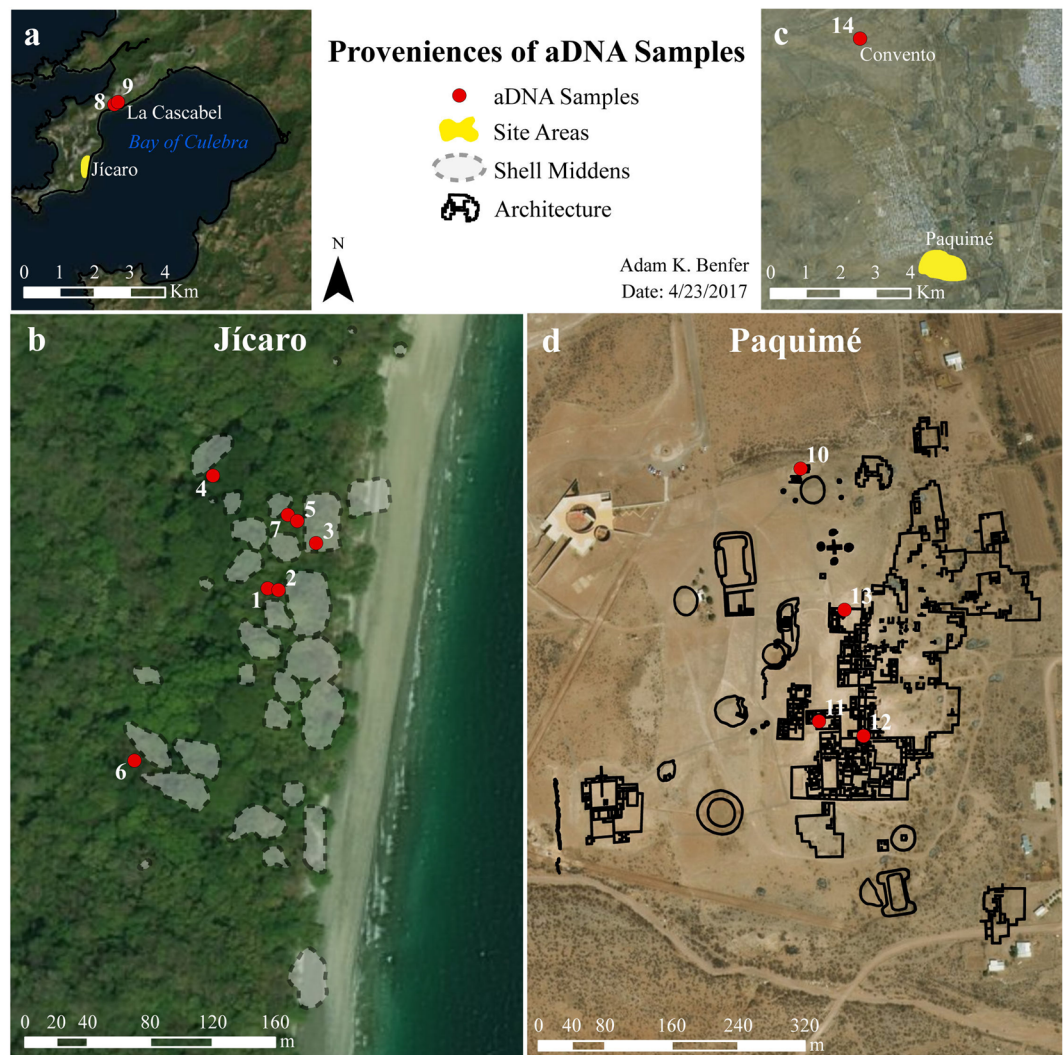 a
8
9
La Cascabel
Bay of Culebra
Jícaro
0 1 2 3 4
Km
Proveniences of aDNA Samples
aDNA Samples
Site Areas
Shell Middens
Architecture
N
Adam K. Benfer
Date: 4/23/2017
c
14
Convento
Paquimé
0 1 2 3 4
Km
b
Jícaro
4
5
7
3
2
1
6
0 20 40 80 120 160
m
d
Paquimé
10
13
11
12
0 40 80 160 240 320
m